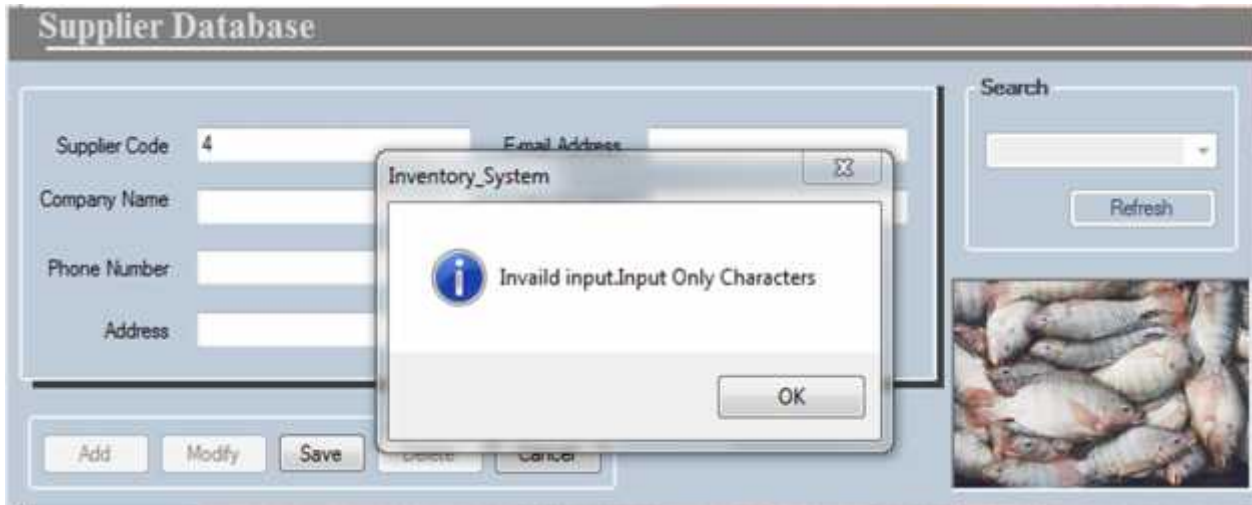 Supplier Database
Search
Supplier Code 4 E-mail Address
Inventory_System
Company Name
Refresh
Phone Number
Invaild input.Input Only Characters
Address
OK
Add Modify Save Delete Cancel